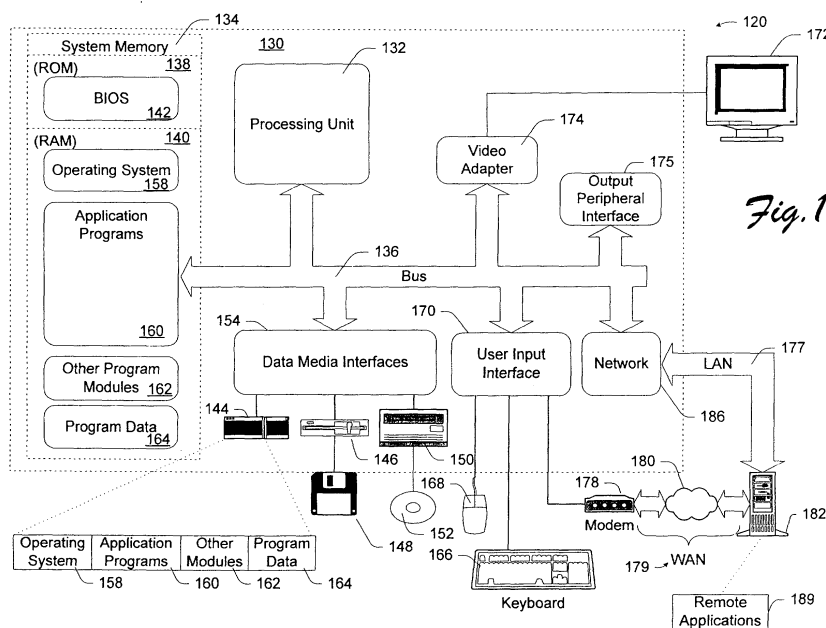 134
System Memory
(ROM)
138
BIOS
142
(RAM)
140
Operating System
158
Application
Programs
160
Other Program
Modules
162
Program Data
164
130
132
Processing Unit
120
172
174
Video
Adapter
175
Output
Peripheral
Interface
Fig. 1
136
Bus
154
Data Media Interfaces
170
User Input
Interface
Network
186
LAN
177
144
146
150
148
152
168
178
Modem
180
182
179
WAN
166
Keyboard
Operating
System
Application
Programs
Other
Modules
Program
Data
158
160
162
164
Remote
Applications
189